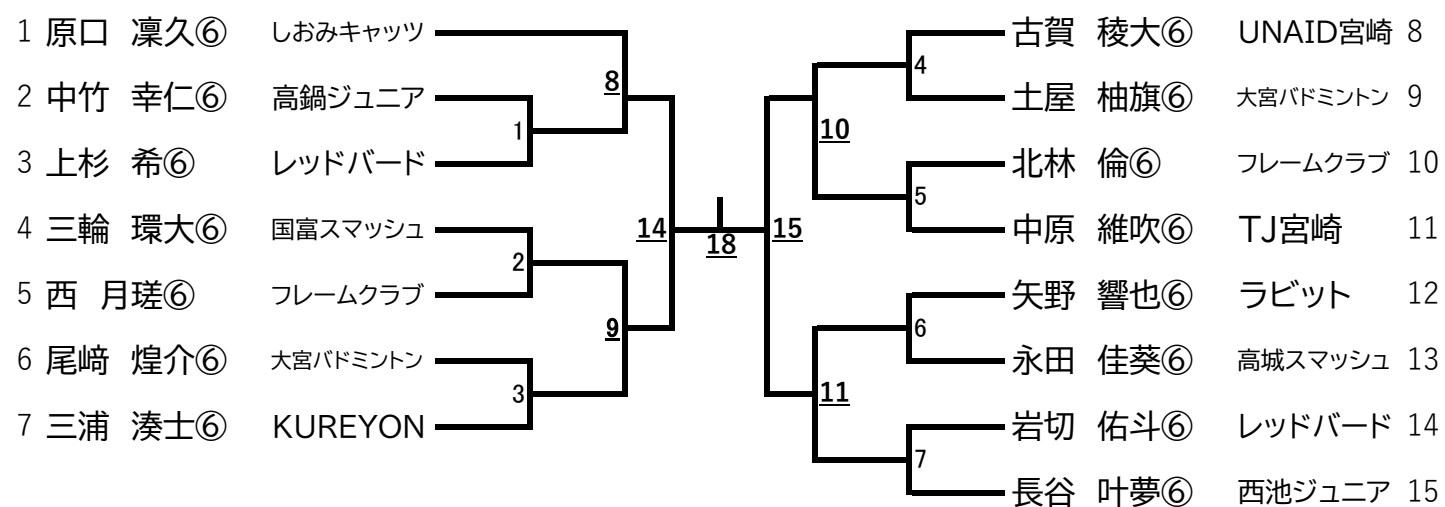 1 原口 凜久⑥ しおみキャッツ
2 中竹 幸仁⑥ 高鍋ジュニア
3 上杉 希⑥ レッドバード
4 三輪 環大⑥ 国富スマッシュ
5 西 月瑳⑥ フレームクラブ
6 尾﨑 煌介⑥ 大宮バドミントン
7 三浦 湊士⑥ KUREYON
8
1
14
2
9
3
18
15
10
4
5
11
6
7
古賀 稜大⑥ UNAID宮崎 8
土屋 柚旗⑥ 大宮バドミントン 9
北林 倫⑥ フレームクラブ 10
中原 維吹⑥ TJ宮崎 11
矢野 響也⑥ ラビット 12
永田 佳葵⑥ 高城スマッシュ 13
岩切 佑斗⑥ レッドバード 14
長谷 叶夢⑥ 西池ジュニア 15